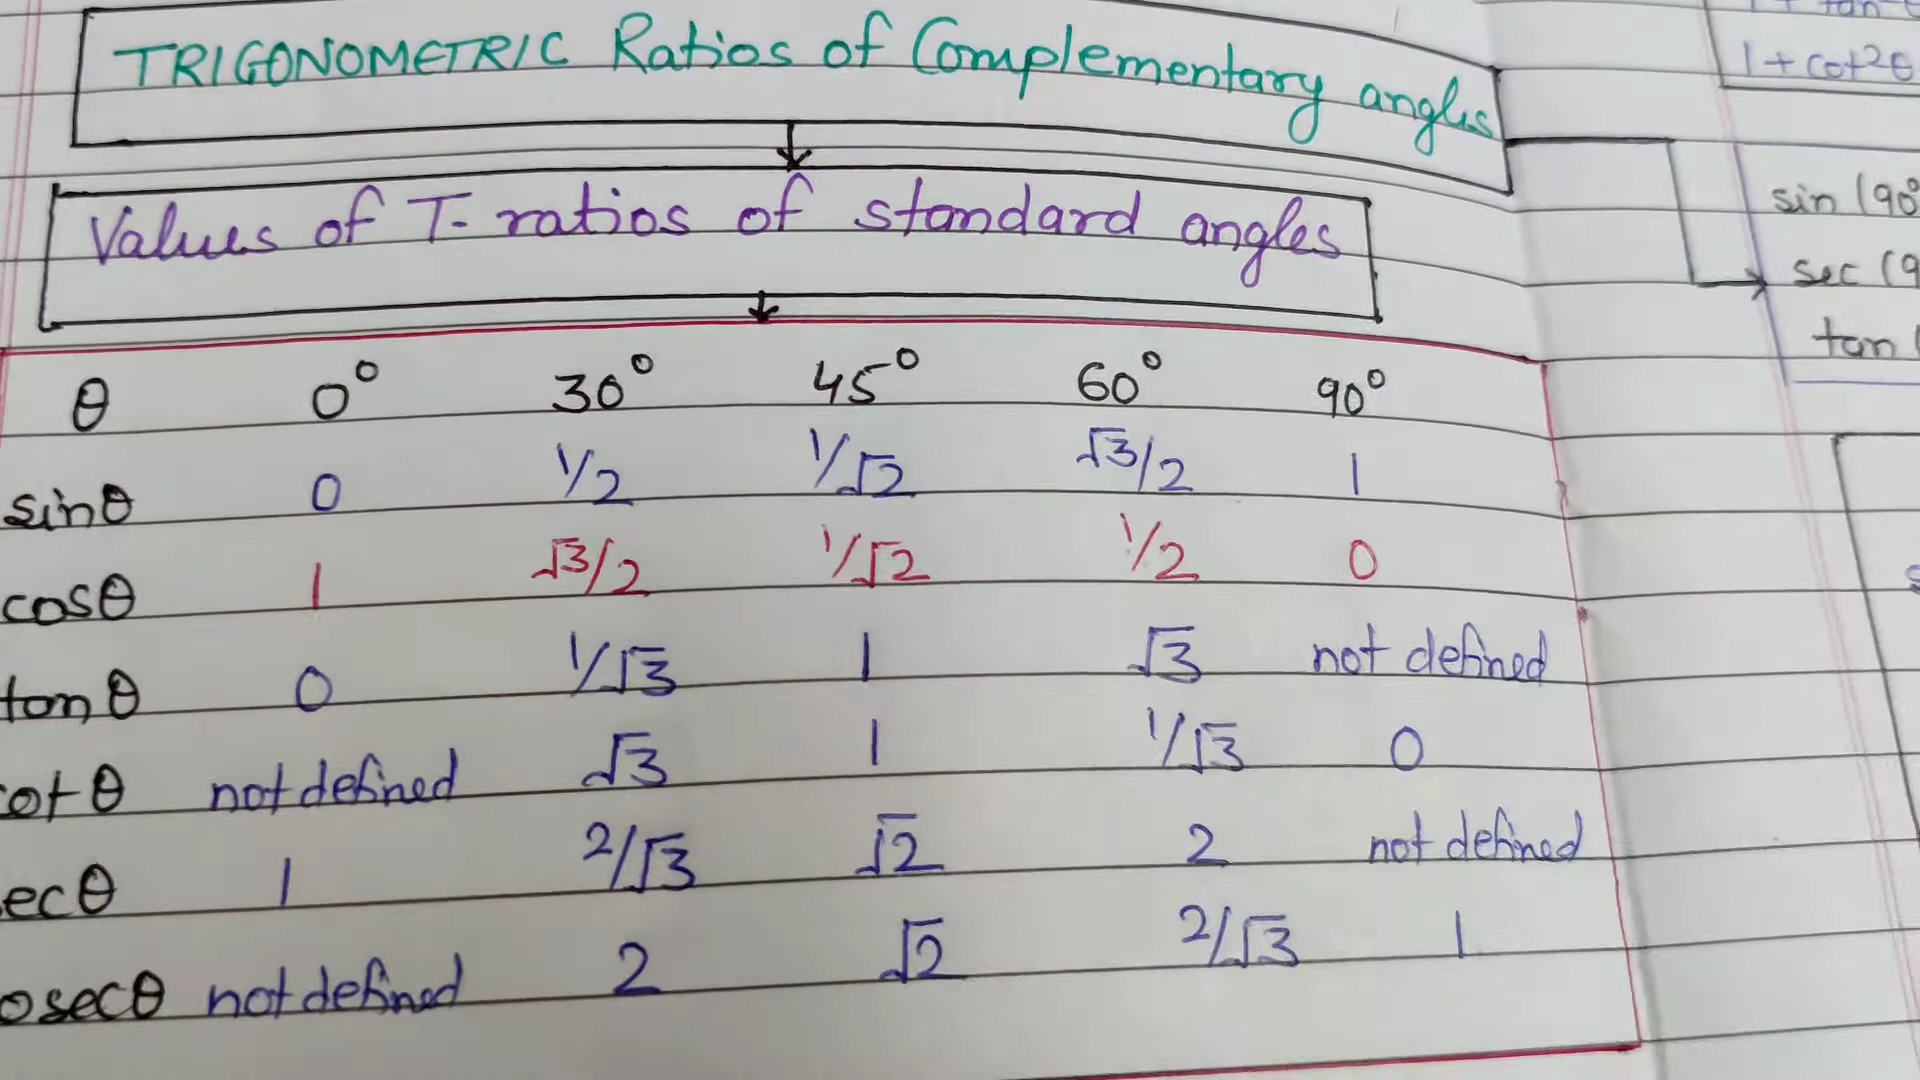 TRIGONOMETRIC Ratios of Complementary angles
Values of T- ratios of standard angles
θ 0° 30° 45° 60° 90°
sinθ 0 1/2 1/√2 √3/2 1
cosθ 1 √3/2 1/√2 1/2 0
tanθ 0 1/√3 1 √3 not defined
otθ not defined √3 1 1/√3 0
ecθ 1 2/√3 √2 2 not defined
osecθ not defined 2 √2 2/√3 1
1+cot²θ
sin (90°
sec (9
tan (